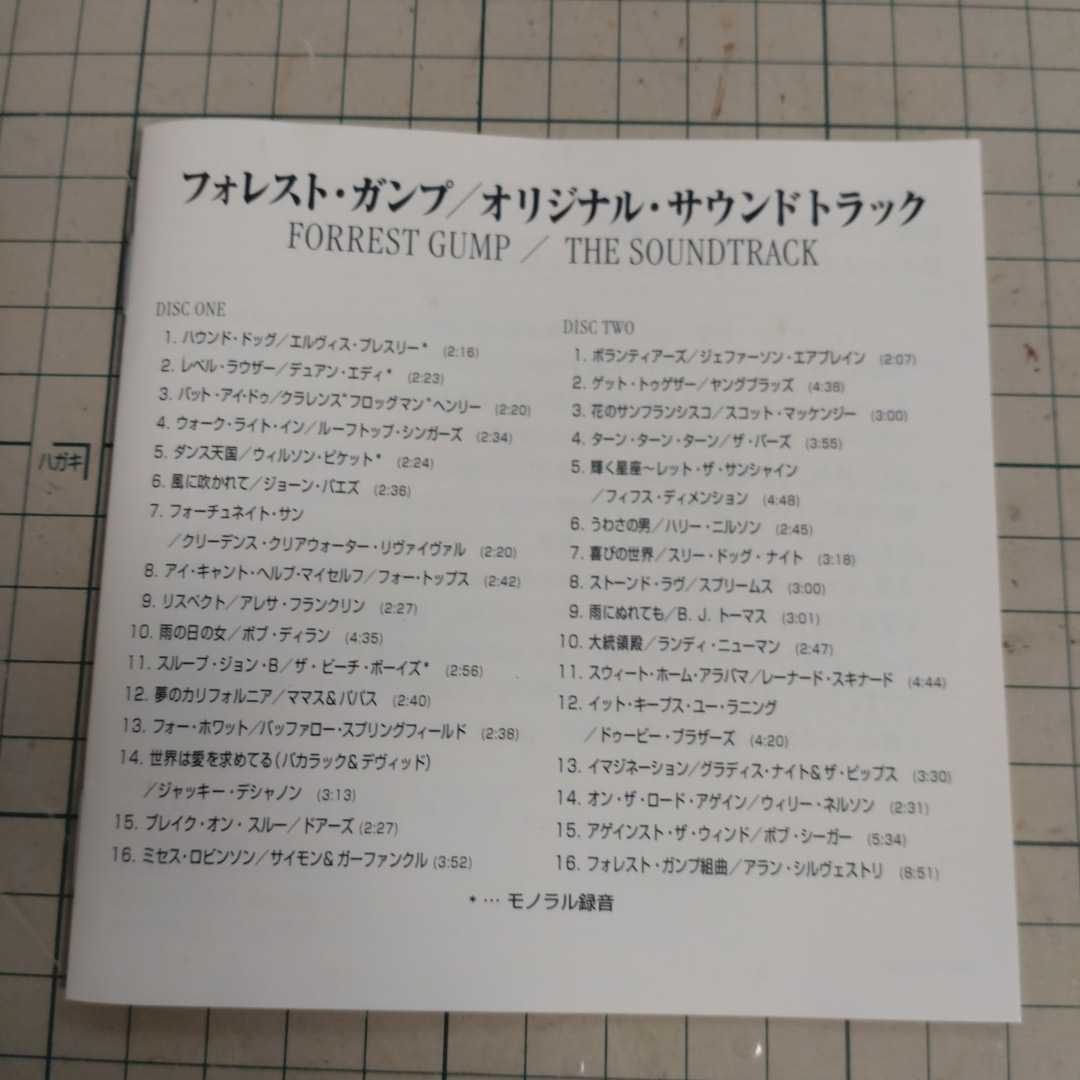 フォレスト・ガンプ/オリジナル・サウンドトラック
FORREST GUMP / THE SOUNDTRACK
DISC ONE
1. ハウンド・ドッグ/エルヴィス・プレスリー* (2:16)
2. レベル・ラウザー/デュアン・エディ* (2:23)
3. バット・アイ・ドゥ/クラレンス"フロッグマン"ヘンリー (2:20)
4. ウォーク・ライト・イン/ルーフトップ・シンガーズ (2:34)
5. ダンス天国/ウィルソン・ピケット* (2:24)
6. 風に吹かれて/ジョーン・バエズ (2:36)
7. フォーチュネイト・サン
/クリーデンス・クリアウォーター・リヴァイヴァル (2:20)
8. アイ・キャント・ヘルプ・マイセルフ/フォー・トップス (2:42)
9. リスペクト/アレサ・フランクリン (2:27)
10. 雨の日の女/ボブ・ディラン (4:35)
11. スループ・ジョン・B/ザ・ビーチ・ボーイズ* (2:56)
12. 夢のカリフォルニア/ママス&パパス (2:40)
13. フォー・ホワット/バッファロー・スプリングフィールド (2:38)
14. 世界は愛を求めてる(バカラック&デヴィッド)
/ジャッキー・デシャノン (3:13)
15. ブレイク・オン・スルー/ドアーズ (2:27)
16. ミセス・ロビンソン/サイモン&ガーファンクル (3:52)
DISC TWO
1. ボランティアーズ/ジェファーソン・エアプレイン (2:07)
2. ゲット・トゥゲザー/ヤングブラッズ (4:38)
3. 花のサンフランシスコ/スコット・マッケンジー (3:00)
4. ターン・ターン・ターン/ザ・バーズ (3:55)
5. 輝く星座〜レット・ザ・サンシャイン
/フィフス・ディメンション (4:48)
6. うわさの男/ハリー・ニルソン (2:45)
7. 喜びの世界/スリー・ドッグ・ナイト (3:18)
8. ストーンド・ラヴ/スプリームス (3:00)
9. 雨にぬれても/B. J. トーマス (3:01)
10. 大統領殿/ランディ・ニューマン (2:47)
11. スウィート・ホーム・アラバマ/レーナード・スキナード (4:44)
12. イット・キープス・ユー・ラニング
/ドゥービー・ブラザーズ (4:20)
13. イマジネーション/グラディス・ナイト&ザ・ピップス (3:30)
14. オン・ザ・ロード・アゲイン/ウィリー・ネルソン (2:31)
15. アゲインスト・ザ・ウィンド/ボブ・シーガー (5:34)
16. フォレスト・ガンプ組曲/アラン・シルヴェストリ (8:51)
* … モノラル録音
ハガキ